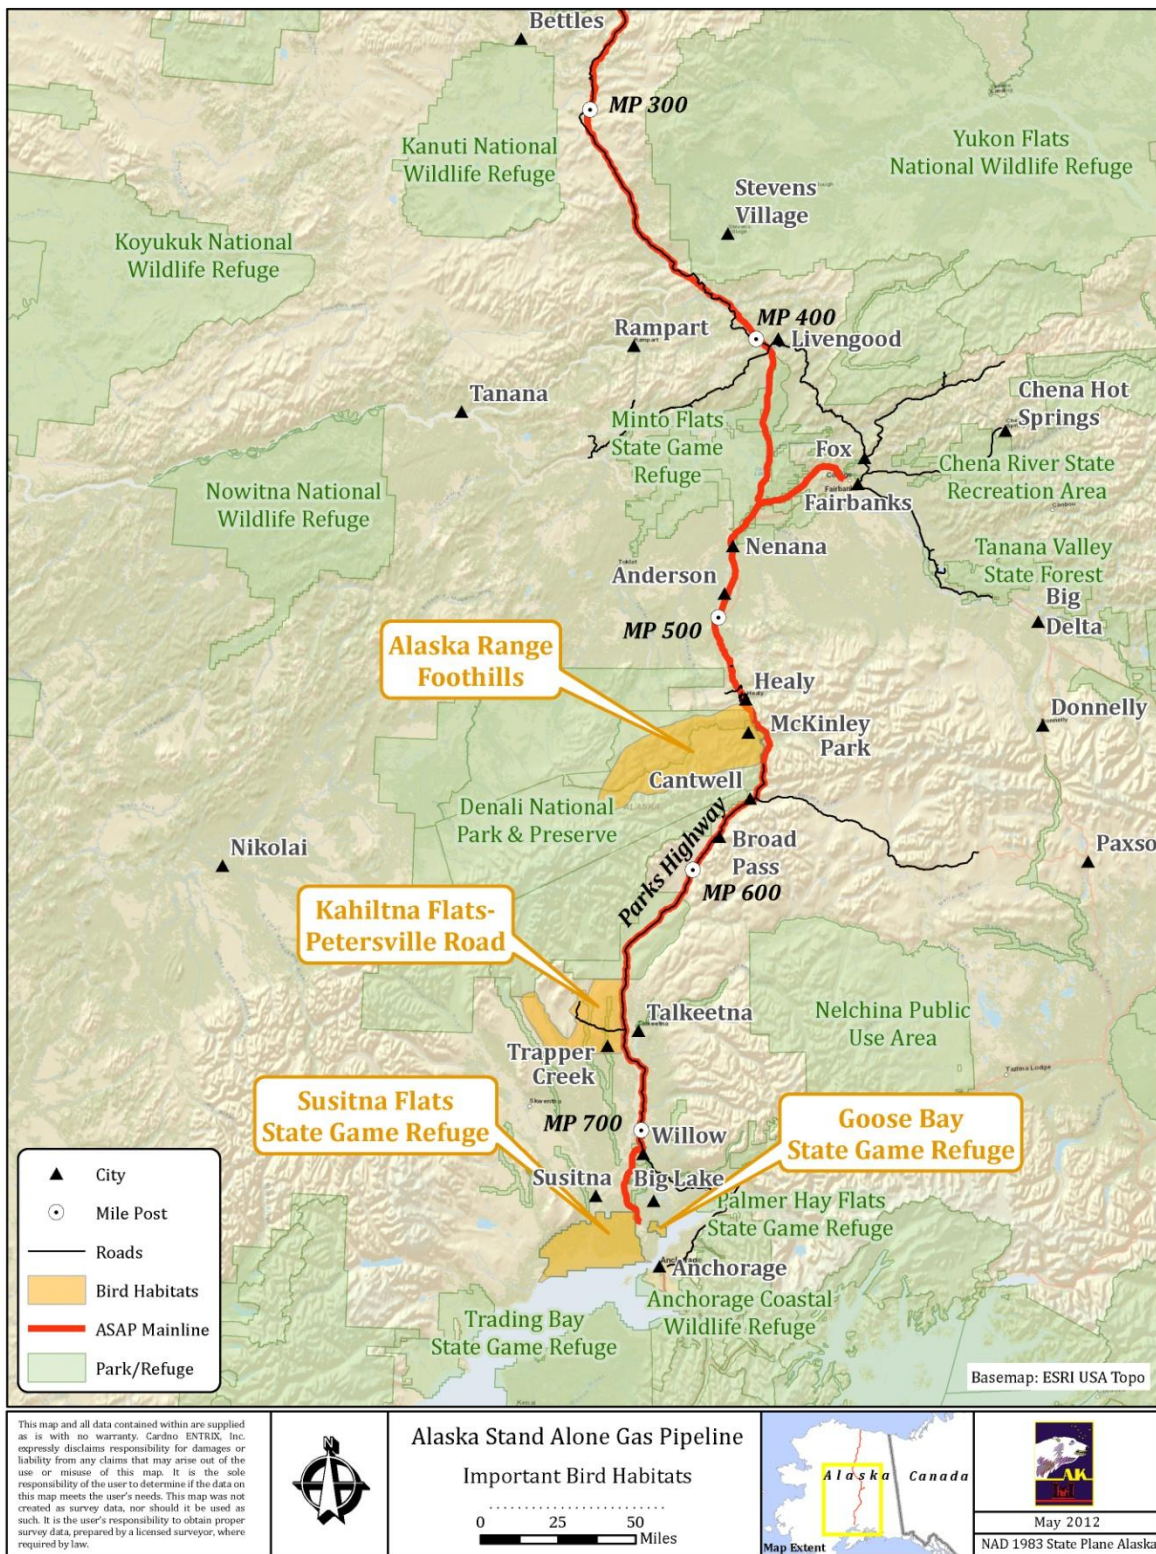 Bettles
MP 300
Kanuti National
Wildlife Refuge
Yukon Flats
National Wildlife Refuge
Stevens
Village
Koyukuk National
Wildlife Refuge
MP 400
Rampart
Rampart
Livengood
Tanana
Chena Hot
Springs
Minto Flats
State Game
Refuge
Fox
Chena River State
Recreation Area
Nowitna National
Wildlife Refuge
Fairbanks
Nenana
Tanana Valley
State Forest
Anderson
Big
Delta
MP 500
Alaska Range
Foothills
Healy
Healy
Donnelly
Donnelly
McKinley
Park
Cantwell
ALASKA
Denali National
Park & Preserve
Parks Highway
Broad
Pass
Nikolai
Paxso
MP 600
Kahiltna Flats-
Petersville Road
Talkeetna
Talkeetna
Nelchina Public
Use Area
Trapper
Creek
Tazlina Lodge
Susitna Flats
State Game Refuge
Skwentna
MP 700
Willow
Goose Bay
State Game Refuge
Susitna
Big Lake
Palmer Hay Flats
State Game Refuge
Anchorage
Anchorage Coastal
Wildlife Refuge
Trading Bay
State Game Refuge
Kenai
City
Mile Post
Roads
Bird Habitats
ASAP Mainline
Park/Refuge
Basemap: ESRI USA Topo
This map and all data contained within are supplied
as is with no warranty. Cardno ENTRIX, Inc.
expressly disclaims responsibility for damages or
liability from any claims that may arise out of the
use or misuse of this map. It is the sole
responsibility of the user to determine if the data on
this map meets the user's needs. This map was not
created as survey data, nor should it be used as
such. It is the user's responsibility to obtain proper
survey data, prepared by a licensed surveyor, where
required by law.
N
Alaska Stand Alone Gas Pipeline
Important Bird Habitats
0 25 50
Miles
Alaska Canada
Map Extent
AK
May 2012
NAD 1983 State Plane Alaska